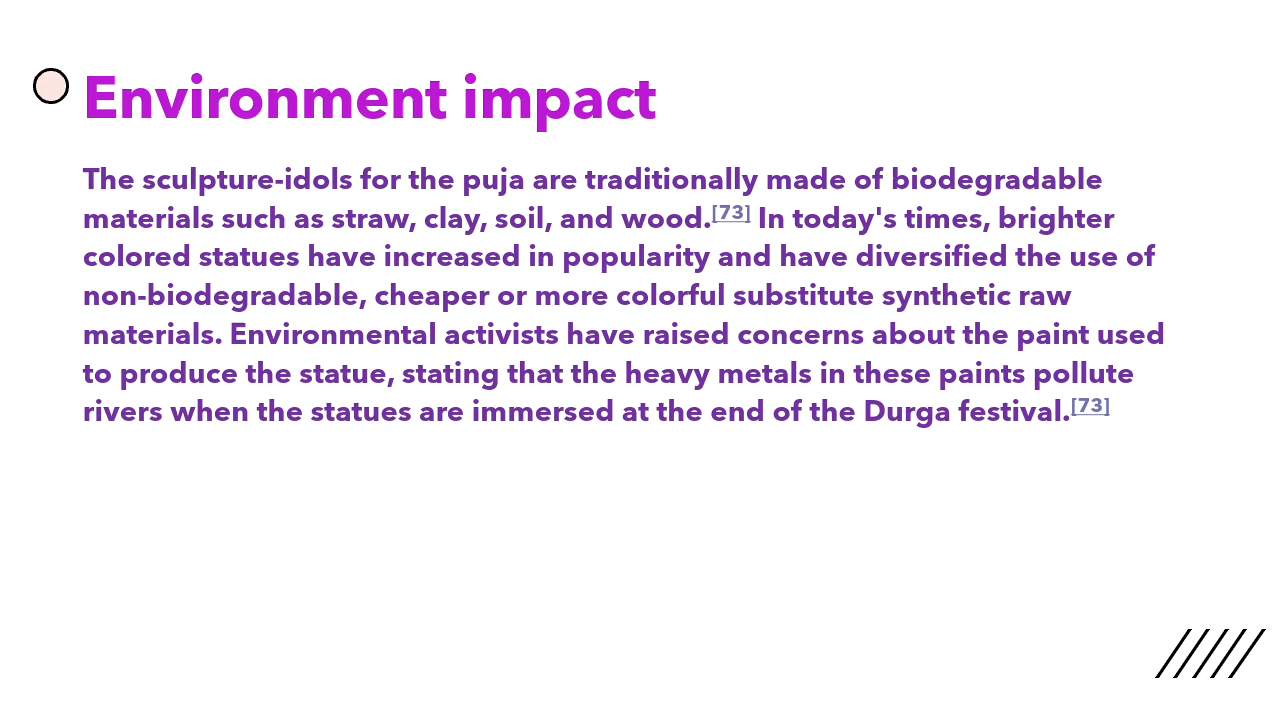 Environment impact
The sculpture-idols for the puja are traditionally made of biodegradable
materials such as straw, clay, soil, and wood.[73] In today's times, brighter
colored statues have increased in popularity and have diversified the use of
non-biodegradable, cheaper or more colorful substitute synthetic raw
materials. Environmental activists have raised concerns about the paint used
to produce the statue, stating that the heavy metals in these paints pollute
rivers when the statues are immersed at the end of the Durga festival.[73]